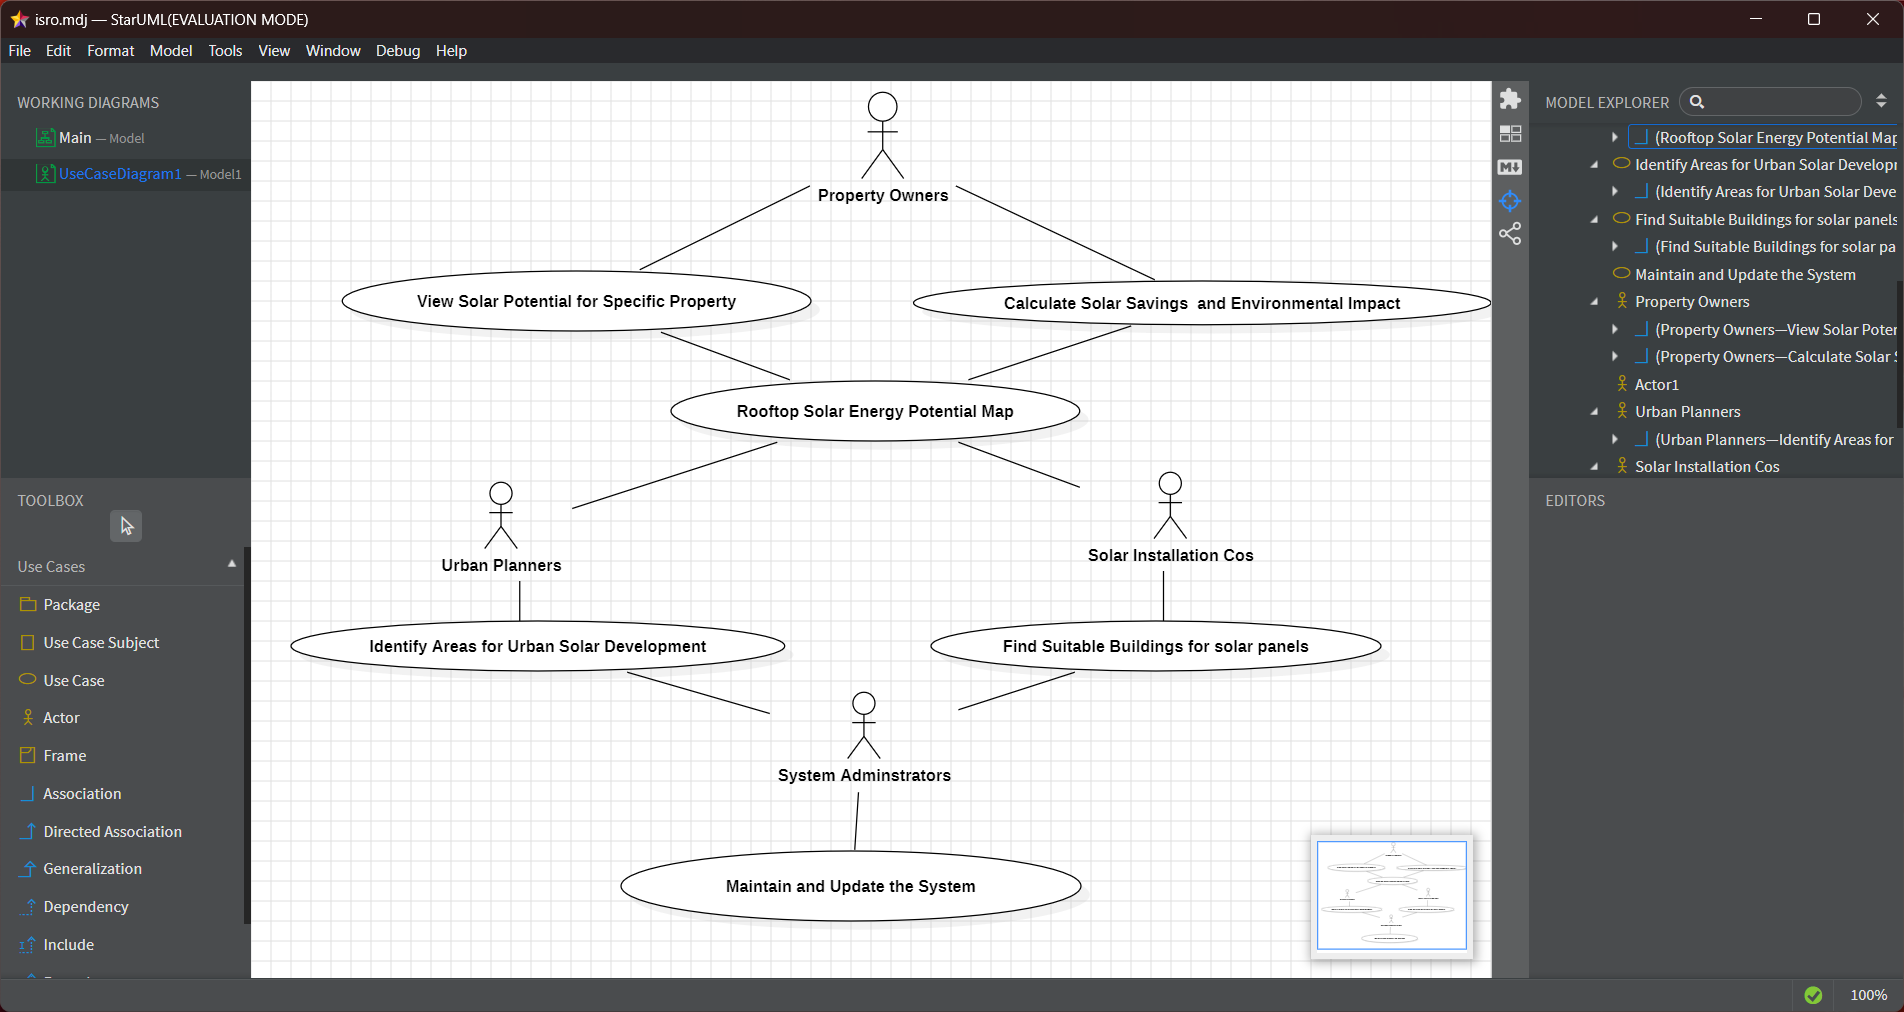 isro.mdj — StarUML(EVALUATION MODE)
File Edit Format Model Tools View Window Debug Help
WORKING DIAGRAMS
Main — Model
UseCaseDiagram1 — Model1
TOOLBOX
Use Cases
Package
Use Case Subject
Use Case
Actor
Frame
Association
Directed Association
Generalization
Dependency
Include
Property Owners
View Solar Potential for Specific Property
Calculate Solar Savings and Environmental Impact
Rooftop Solar Energy Potential Map
Urban Planners
Solar Installation Cos
Identify Areas for Urban Solar Development
Find Suitable Buildings for solar panels
System Adminstrators
Maintain and Update the System
MODEL EXPLORER
(Rooftop Solar Energy Potential Map
Identify Areas for Urban Solar Developr
(Identify Areas for Urban Solar Deve
Find Suitable Buildings for solar panels
(Find Suitable Buildings for solar pa
Maintain and Update the System
Property Owners
(Property Owners—View Solar Poter
(Property Owners—Calculate Solar S
Actor1
Urban Planners
(Urban Planners—Identify Areas for
Solar Installation Cos
EDITORS
M
100%